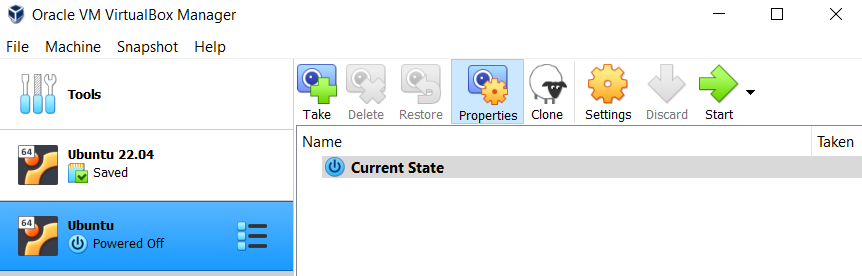 Oracle VM VirtualBox Manager
File Machine Snapshot Help
Tools
Take Delete Restore Properties Clone Settings Discard Start
Name Taken
Current State
64
Ubuntu 22.04
Saved
64
Ubuntu
Powered Off